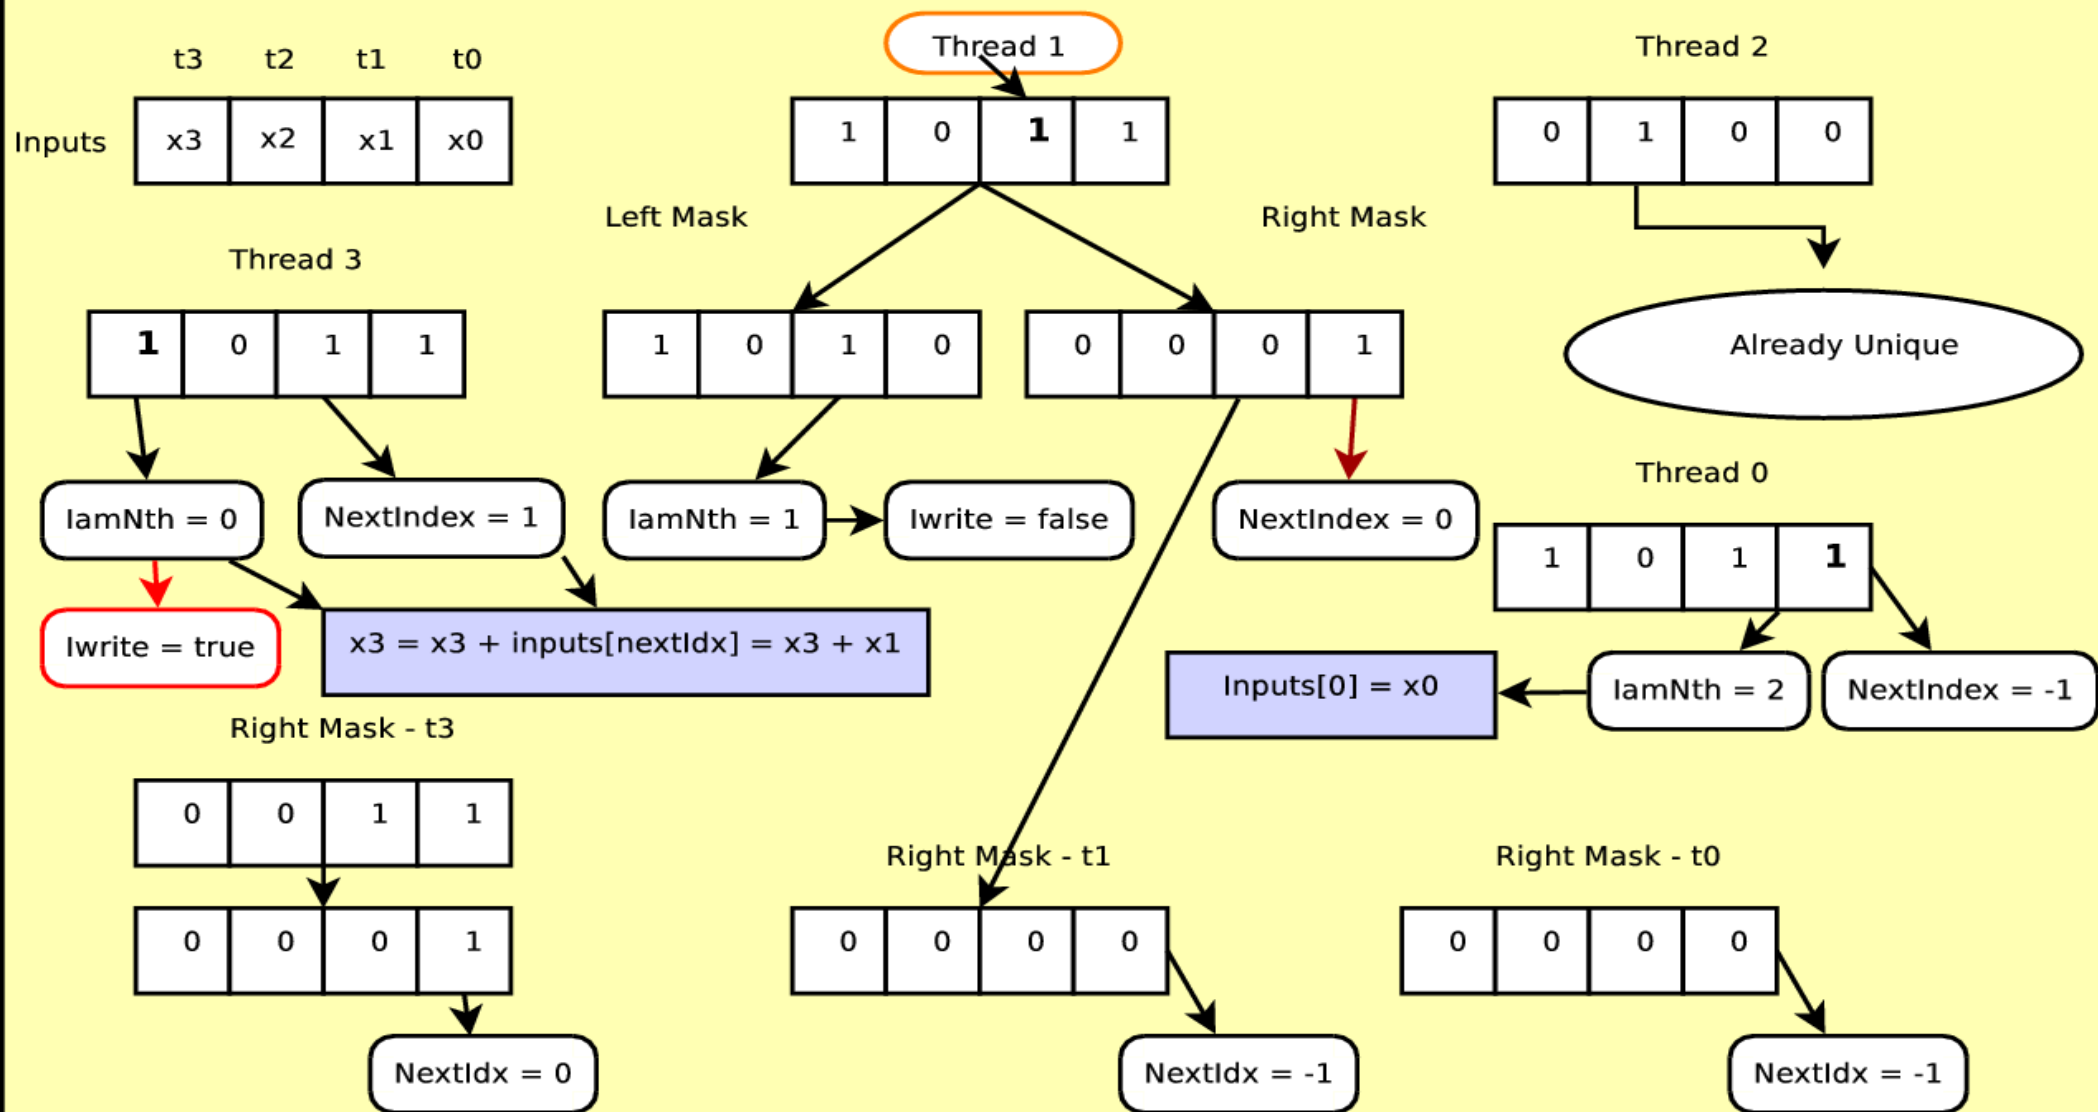 t3 t2 t1 t0
Inputs x3 x2 x1 x0
Thread 1
1 0 1 1
Thread 2
0 1 0 0
Already Unique
Left Mask
Right Mask
Thread 3
1 0 1 1
1 0 1 0
0 0 0 1
IamNth = 0
NextIndex = 1
IamNth = 1
Iwrite = false
NextIndex = 0
Iwrite = true
x3 = x3 + inputs[nextIdx] = x3 + x1
Thread 0
1 0 1 1
Inputs[0] = x0
IamNth = 2
NextIndex = -1
Right Mask - t3
0 0 1 1
0 0 0 1
NextIdx = 0
Right Mask - t1
0 0 0 0
NextIdx = -1
Right Mask - t0
0 0 0 0
NextIdx = -1